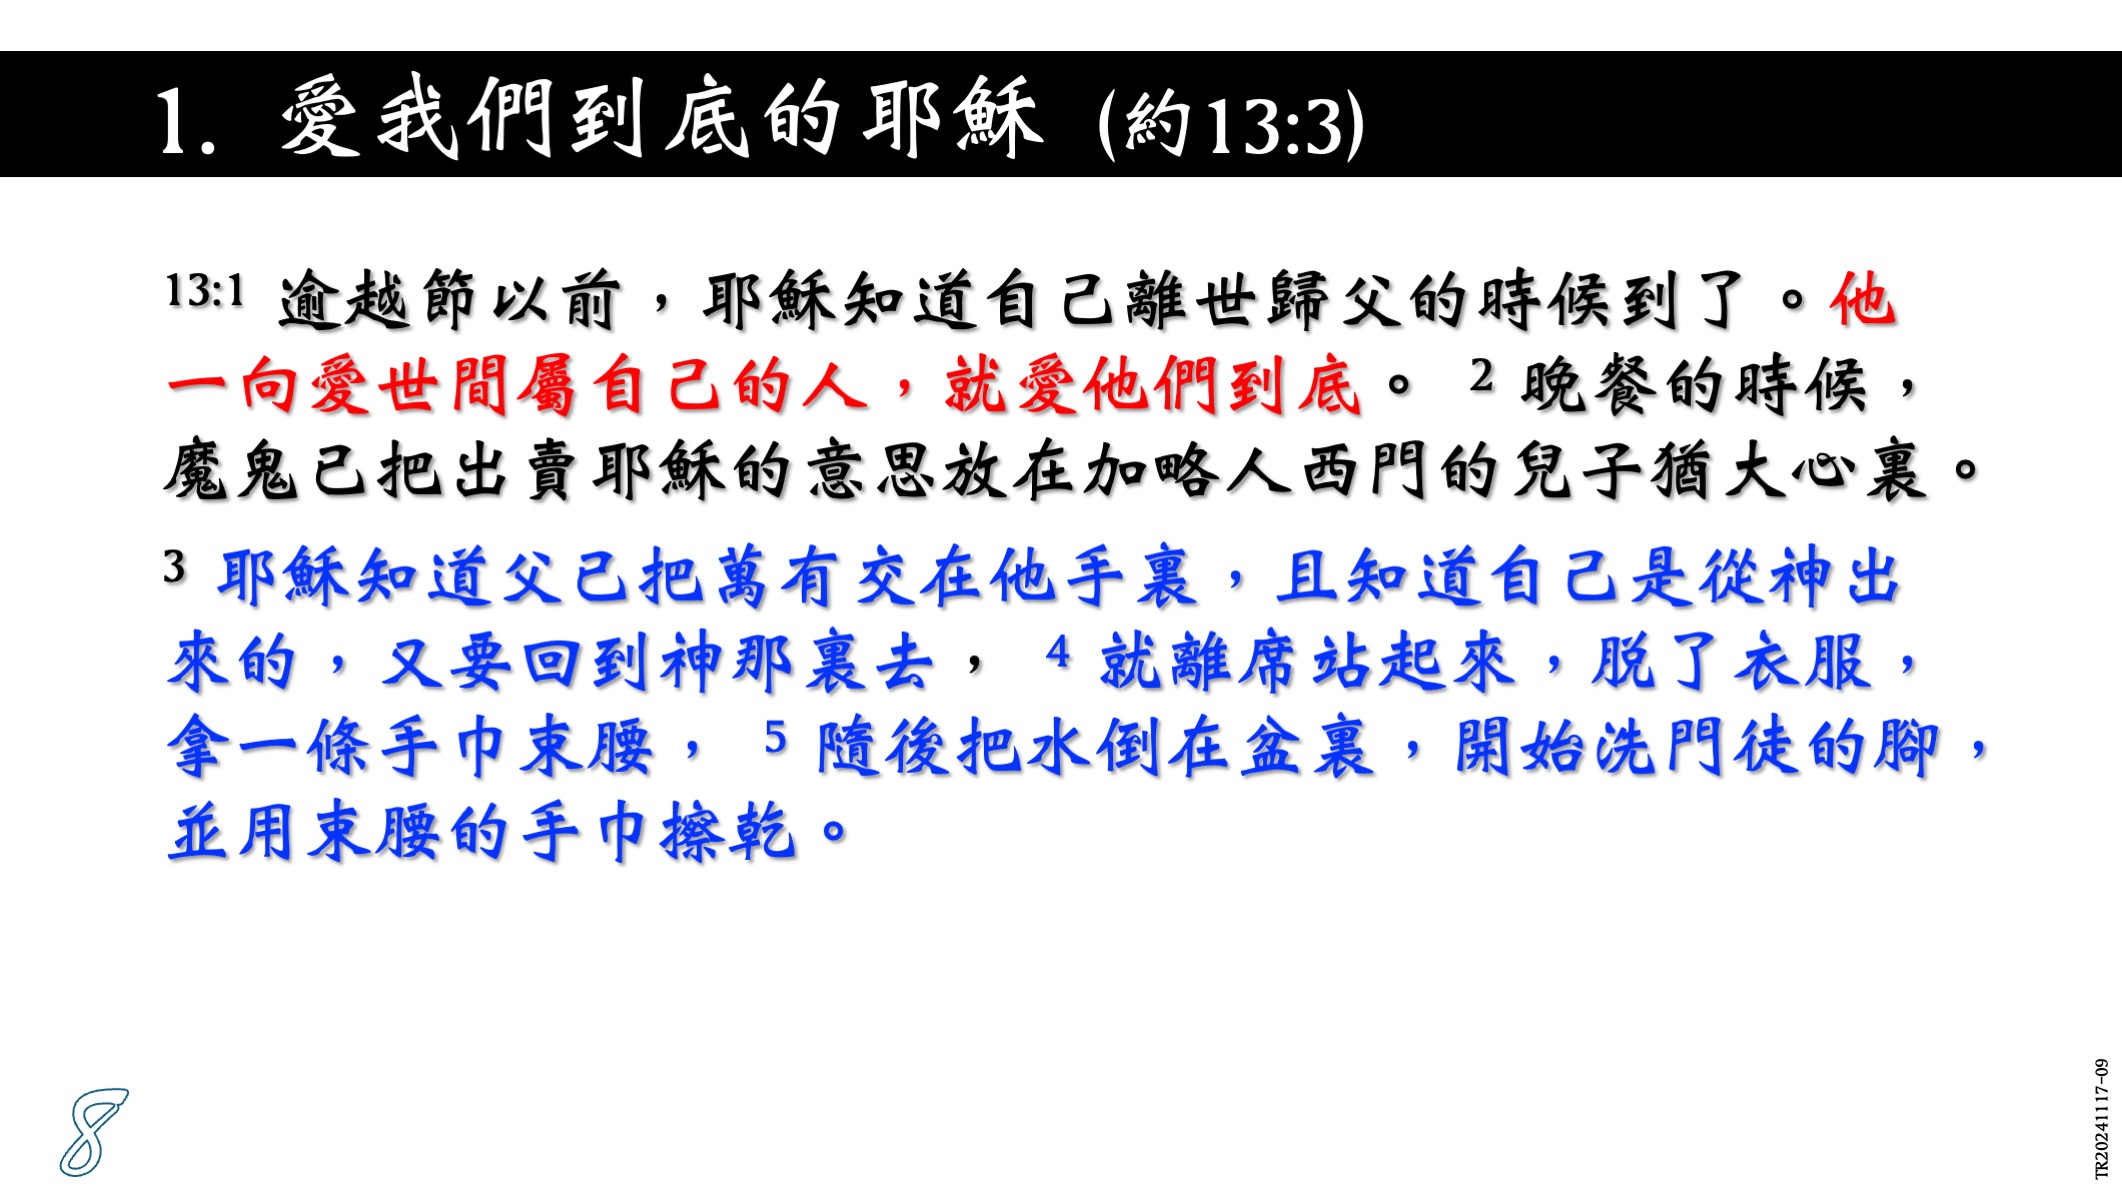 1. 愛我們到底的耶穌 (約13:3)
13:1 逾越節以前，耶穌知道自己離世歸父的時候到了。他
一向愛世間屬自己的人，就愛他們到底。 2 晚餐的時候，
魔鬼已把出賣耶穌的意思放在加略人西門的兒子猶大心裏。
3 耶穌知道父已把萬有交在他手裏，且知道自己是從神出
來的，又要回到神那裏去， 4 就離席站起來，脫了衣服，
拿一條手巾束腰， 5 隨後把水倒在盆裏，開始洗門徒的腳，
並用束腰的手巾擦乾。
8
TR20241117-09